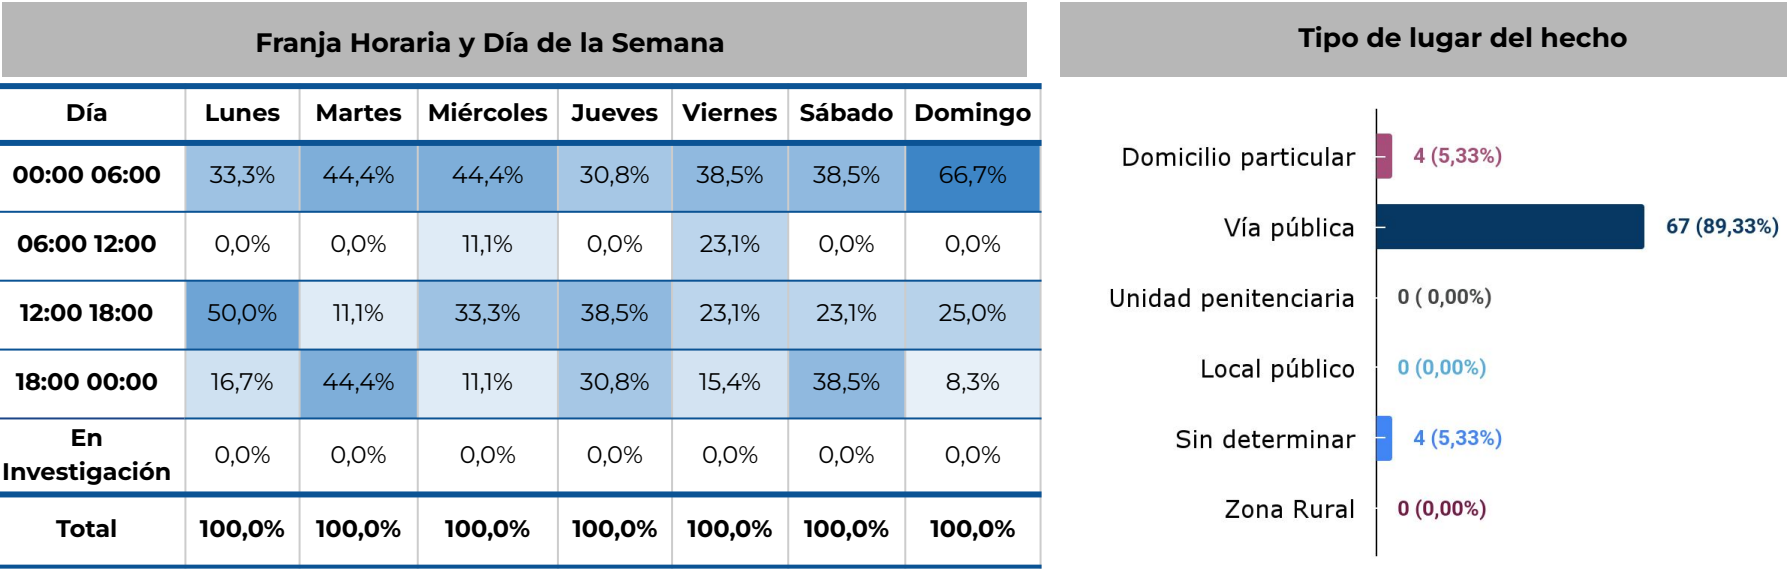 Franja Horaria y Día de la Semana
Día Lunes Martes Miércoles Jueves Viernes Sábado Domingo
00:00 06:00 33,3% 44,4% 44,4% 30,8% 38,5% 38,5% 66,7%
06:00 12:00 0,0% 0,0% 11,1% 0,0% 23,1% 0,0% 0,0%
12:00 18:00 50,0% 11,1% 33,3% 38,5% 23,1% 23,1% 25,0%
18:00 00:00 16,7% 44,4% 11,1% 30,8% 15,4% 38,5% 8,3%
En
Investigación 0,0% 0,0% 0,0% 0,0% 0,0% 0,0% 0,0%
Total 100,0% 100,0% 100,0% 100,0% 100,0% 100,0% 100,0%
Tipo de lugar del hecho
Domicilio particular 4 (5,33%)
Vía pública 67 (89,33%)
Unidad penitenciaria 0 ( 0,00%)
Local público 0 (0,00%)
Sin determinar 4 (5,33%)
Zona Rural 0 (0,00%)